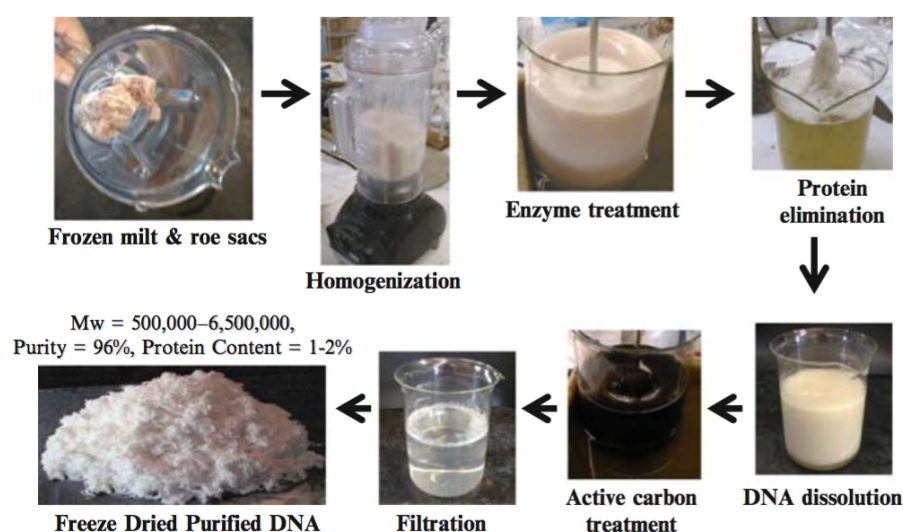 Frozen milt & roe sacs
Homogenization
Enzyme treatment
Protein
elimination
DNA dissolution
Active carbon
treatment
Filtration
Mw = 500,000–6,500,000,
Purity = 96%, Protein Content = 1-2%
Freeze Dried Purified DNA